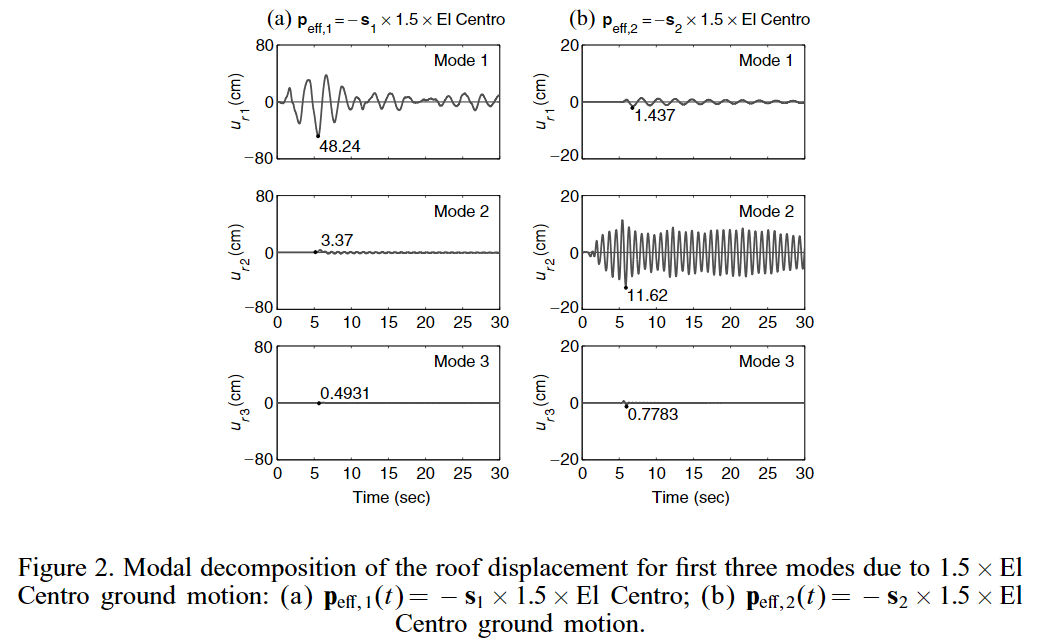 (a) p_eff,1 = − s_1 × 1.5 × El Centro
80
Mode 1
u_r1 (cm)
0
48.24
−80
80
Mode 2
3.37
u_r2 (cm)
0
−80
0 5 10 15 20 25 30
80
Mode 3
0.4931
u_r3 (cm)
0
−80
0 5 10 15 20 25 30
Time (sec)
(b) p_eff,2 = − s_2 × 1.5 × El Centro
20
Mode 1
u_r1 (cm)
0
1.437
−20
20
Mode 2
u_r2 (cm)
0
11.62
−20
0 5 10 15 20 25 30
20
Mode 3
u_r3 (cm)
0
0.7783
−20
0 5 10 15 20 25 30
Time (sec)
Figure 2. Modal decomposition of the roof displacement for first three modes due to 1.5 × El
Centro ground motion: (a) p_eff, 1(t) = − s_1 × 1.5 × El Centro; (b) p_eff, 2(t) = − s_2 × 1.5 × El
Centro ground motion.